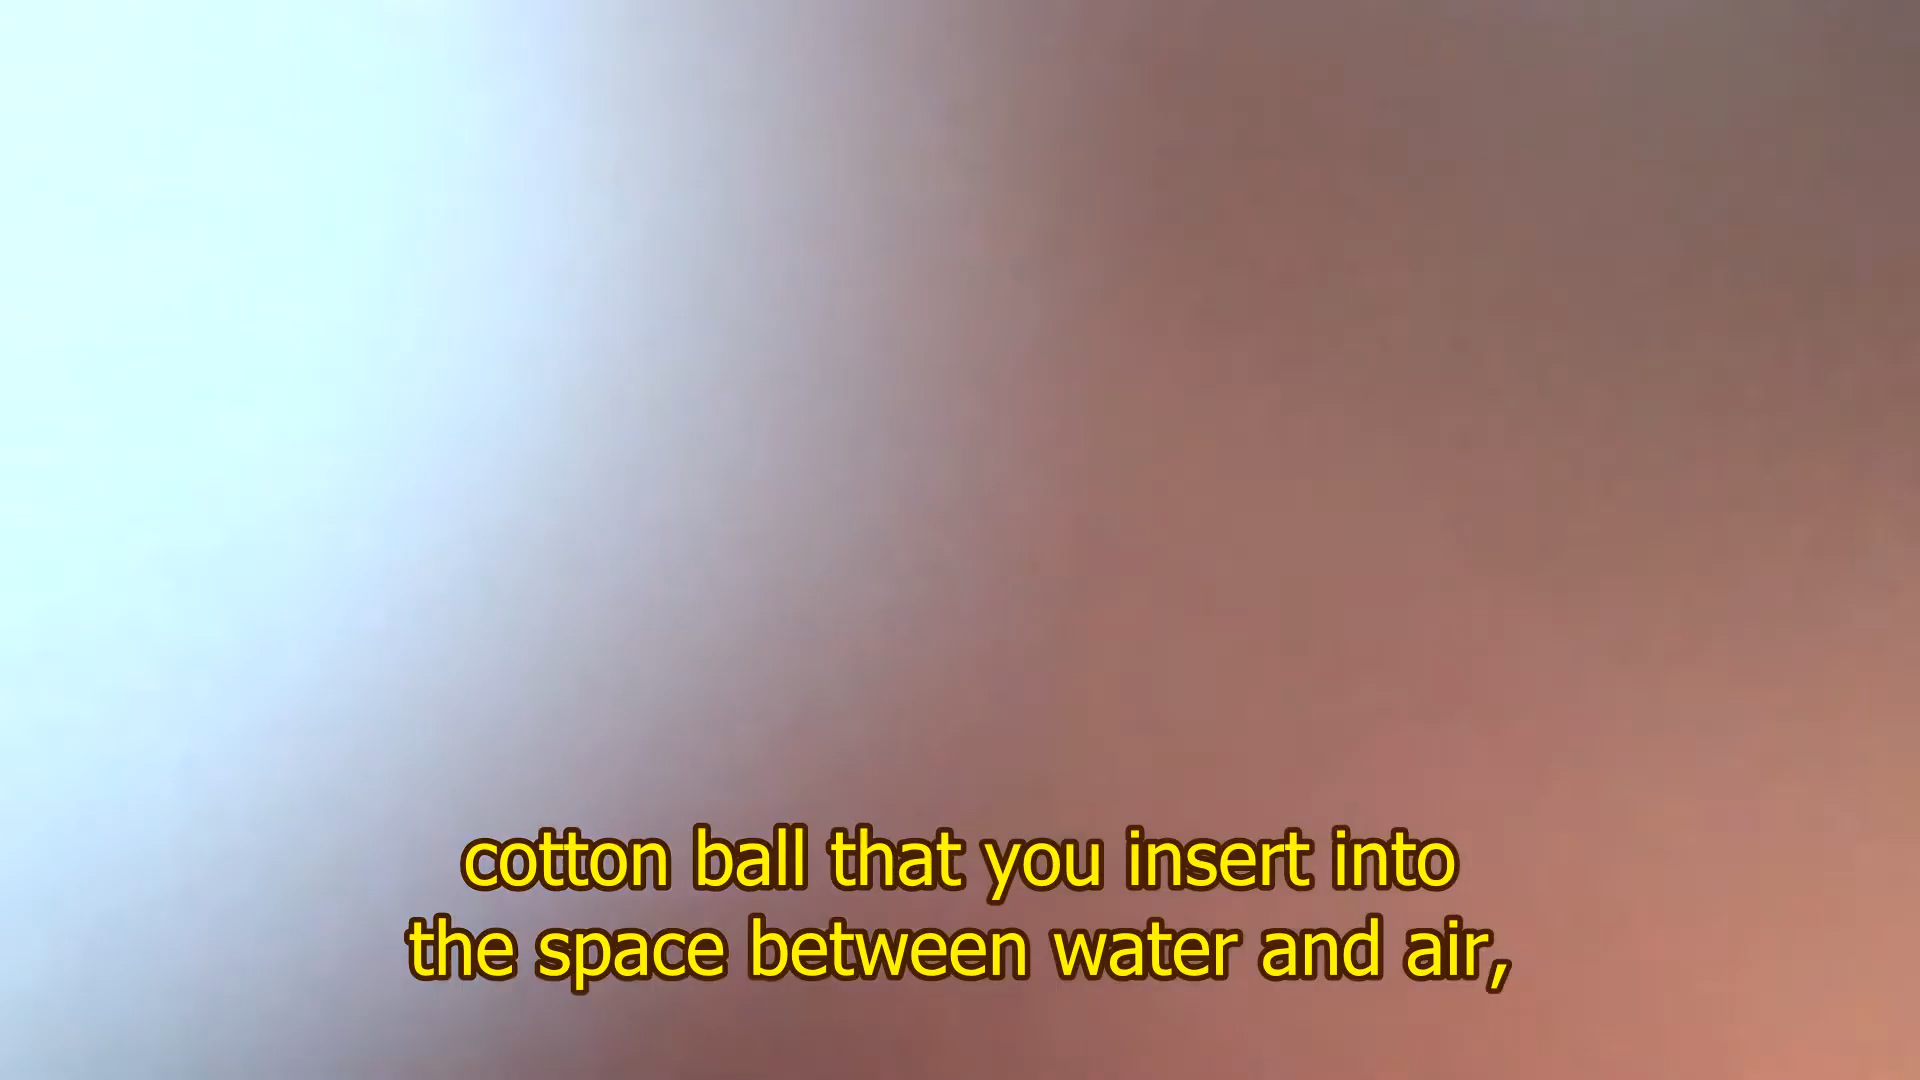 cotton ball that you insert into
the space between water and air,